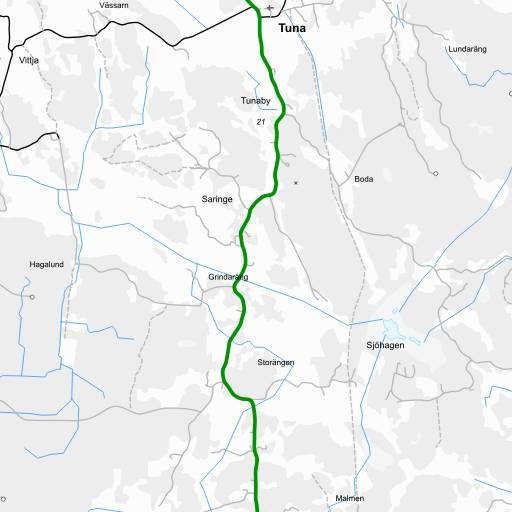 Vässarn
Tuna
Lundaräng
Vittja
Tunaby
21
Boda
Saringe
Hagalund
Grindaräng
Sjöhagen
Storängen
Malmen